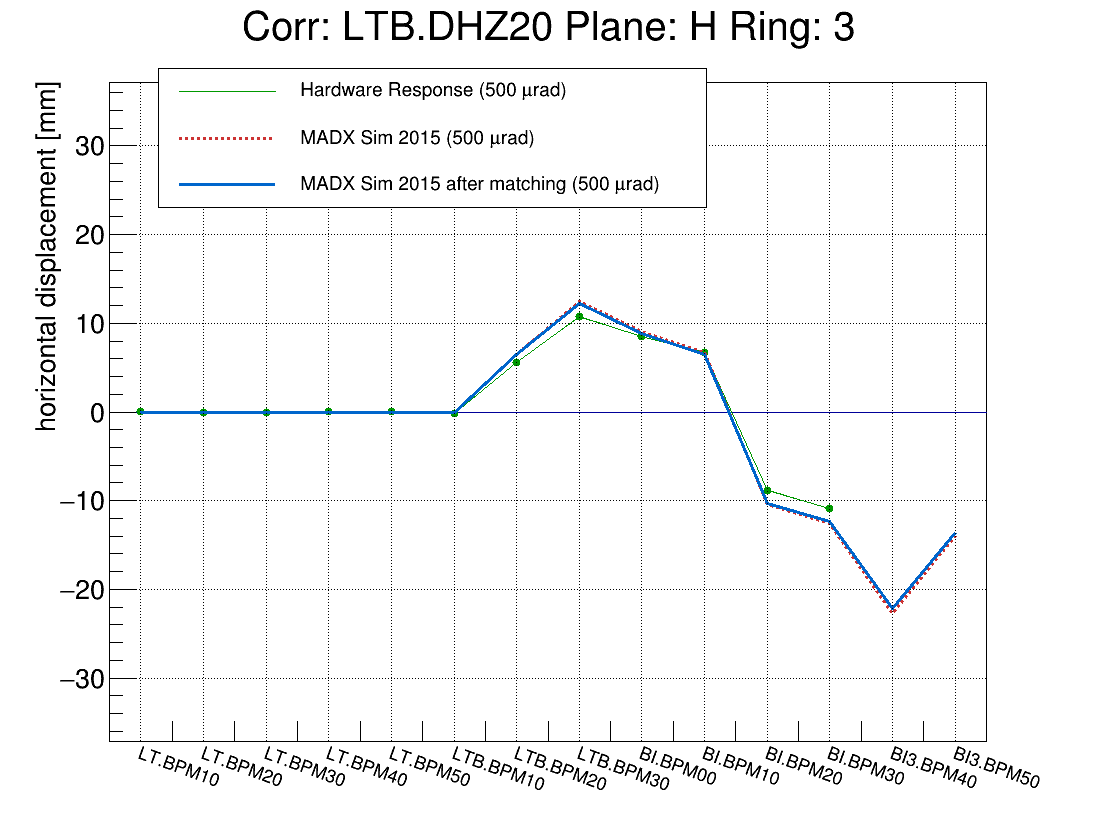 Corr: LTB.DHZ20 Plane: H Ring: 3
horizontal displacement [mm]
Hardware Response (500 μrad)
MADX Sim 2015 (500 μrad)
MADX Sim 2015 after matching (500 μrad)
30
20
10
0
−10
−20
−30
LT.BPM10
LT.BPM20
LT.BPM30
LT.BPM40
LT.BPM50
LTB.BPM10
LTB.BPM20
LTB.BPM30
BI.BPM00
BI.BPM10
BI.BPM20
BI.BPM30
BI3.BPM40
BI3.BPM50